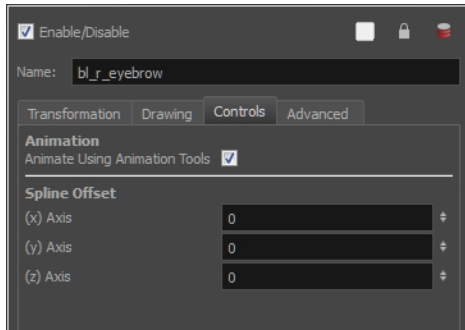 Enable/Disable
Name: bl_r_eyebrow
Transformation Drawing Controls Advanced
Animation
Animate Using Animation Tools
Spline Offset
(x) Axis 0
(y) Axis 0
(z) Axis 0